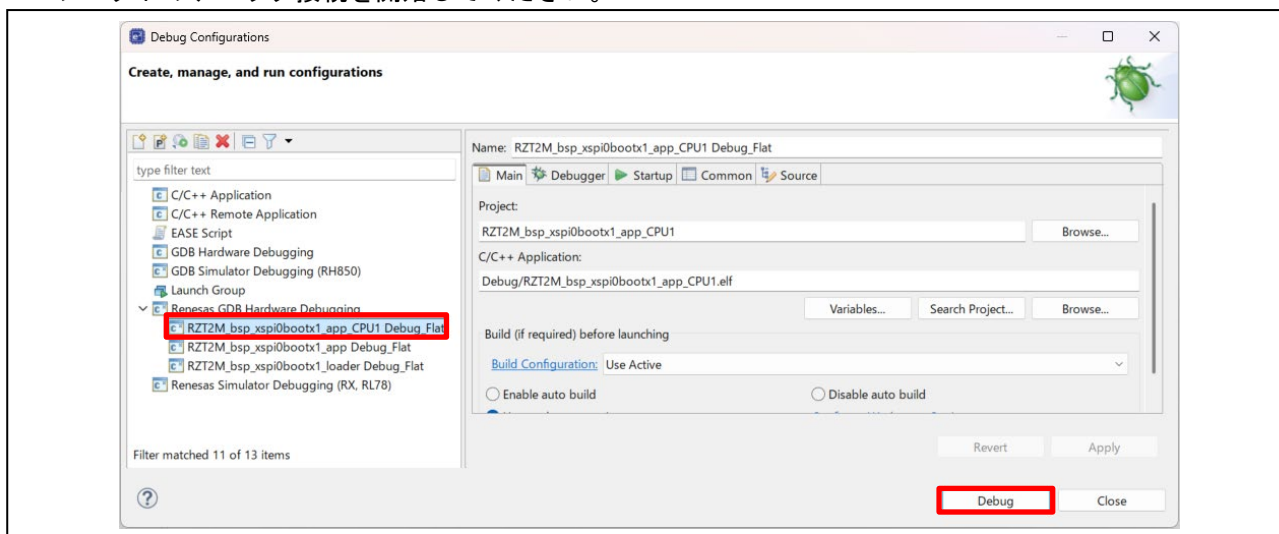 Debug Configurations
Create, manage, and run configurations
type filter text
C/C++ Application
C/C++ Remote Application
EASE Script
GDB Hardware Debugging
GDB Simulator Debugging (RH850)
Launch Group
Renesas GDB Hardware Debugging
RZT2M_bsp_xspi0bootx1_app_CPU1 Debug_Flat
RZT2M_bsp_xspi0bootx1_app Debug_Flat
RZT2M_bsp_xspi0bootx1_loader Debug_Flat
Renesas Simulator Debugging (RX, RL78)
Filter matched 11 of 13 items
Name: RZT2M_bsp_xspi0bootx1_app_CPU1 Debug_Flat
Main Debugger Startup Common Source
Project:
RZT2M_bsp_xspi0bootx1_app_CPU1 Browse...
C/C++ Application:
Debug/RZT2M_bsp_xspi0bootx1_app_CPU1.elf
Variables... Search Project... Browse...
Build (if required) before launching
Build Configuration: Use Active
Enable auto build Disable auto build
Revert Apply
Debug Close